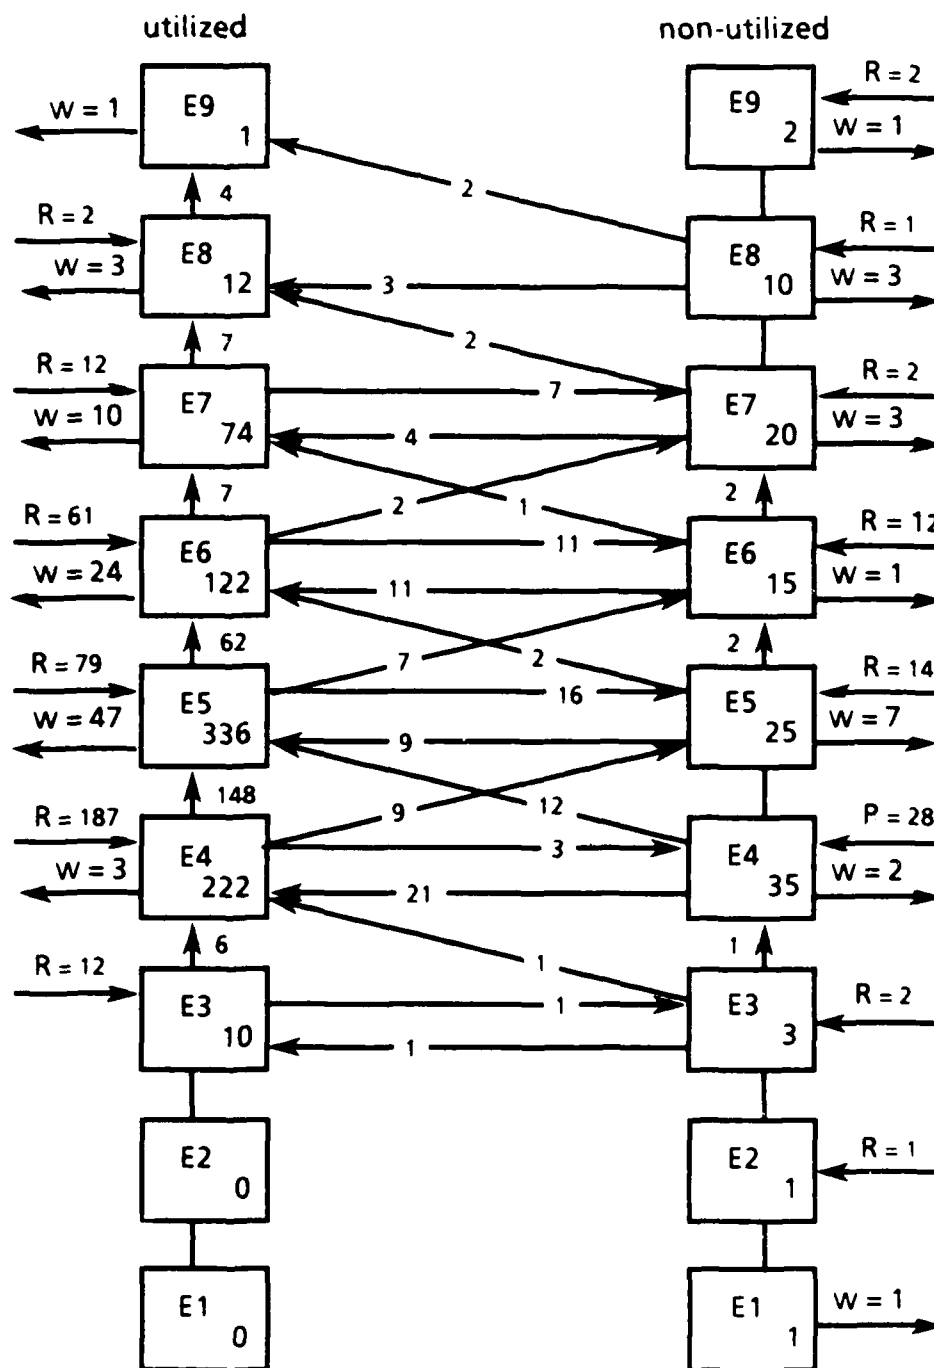 utilized non-utilized
E9 E9 R = 2
W = 1 W = 1
1 2
2
4
R = 2 R = 1
E8 E8
W = 3 3 W = 3
12 10
2
7
R = 12 R = 2
E7 7 E7
W = 10 4 W = 3
74 20
7 2 1 2
R = 61 R = 12
E6 11 E6
W = 24 11 W = 1
122 15
62 7 2 2
R = 79 R = 14
E5 16 E5
W = 47 9 W = 7
336 25
148 9 12
R = 187 P = 28
E4 3 E4
W = 3 21 W = 2
222 35
6 1 1
R = 12 R = 2
E3 1 E3
10 1 3
E2 E2 R = 1
0 1
E1 E1 W = 1
0 1